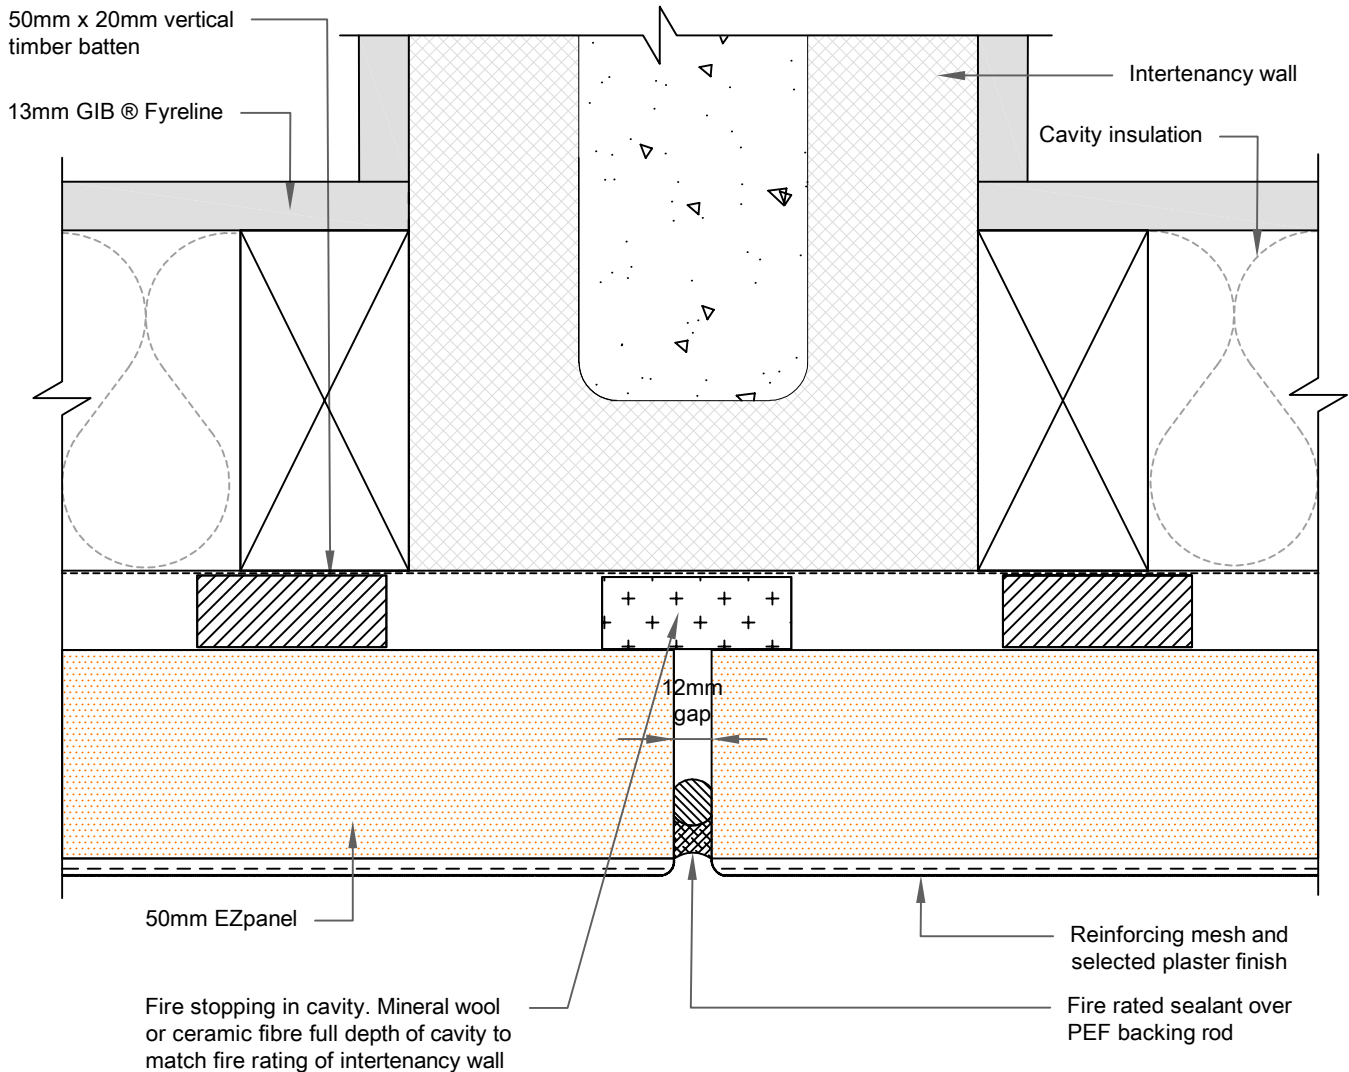 50mm x 20mm vertical
timber batten
13mm GIB ® Fyreline
Intertenancy wall
Cavity insulation
12mm
gap
50mm EZpanel
Reinforcing mesh and
selected plaster finish
Fire stopping in cavity. Mineral wool
or ceramic fibre full depth of cavity to
match fire rating of intertenancy wall
Fire rated sealant over
PEF backing rod